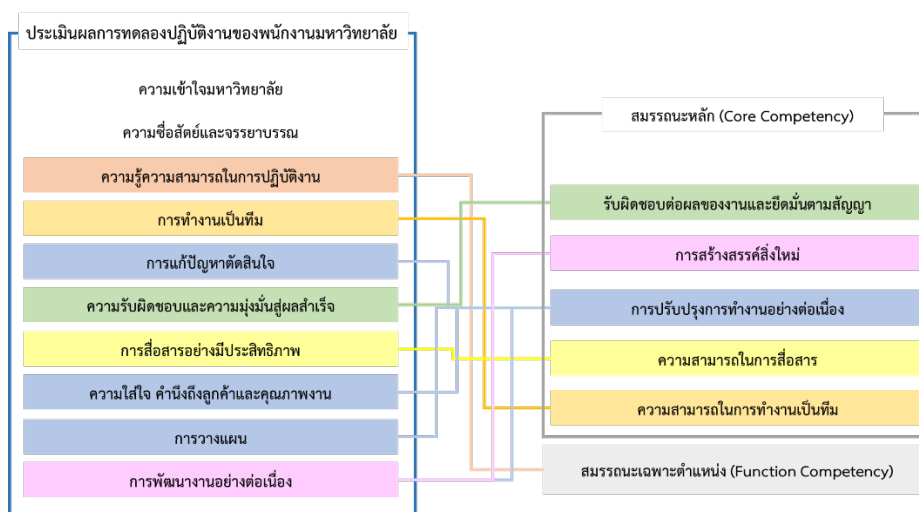 ประเมินผลการทดลองปฏิบัติงานของพนักงานมหาวิทยาลัย
ความเข้าใจมหาวิทยาลัย
ความซื่อสัตย์และจรรยาบรรณ
ความรู้ความสามารถในการปฏิบัติงาน
การทำงานเป็นทีม
การแก้ปัญหาตัดสินใจ
ความรับผิดชอบและความมุ่งมั่นสู่ผลสำเร็จ
การสื่อสารอย่างมีประสิทธิภาพ
ความใส่ใจ คำนึงถึงลูกค้าและคุณภาพงาน
การวางแผน
การพัฒนางานอย่างต่อเนื่อง
สมรรถนะหลัก (Core Competency)
รับผิดชอบต่อผลของงานและยึดมั่นตามสัญญา
การสร้างสรรค์สิ่งใหม่
การปรับปรุงการทำงานอย่างต่อเนื่อง
ความสามารถในการสื่อสาร
ความสามารถในการทำงานเป็นทีม
สมรรถนะเฉพาะตำแหน่ง (Function Competency)